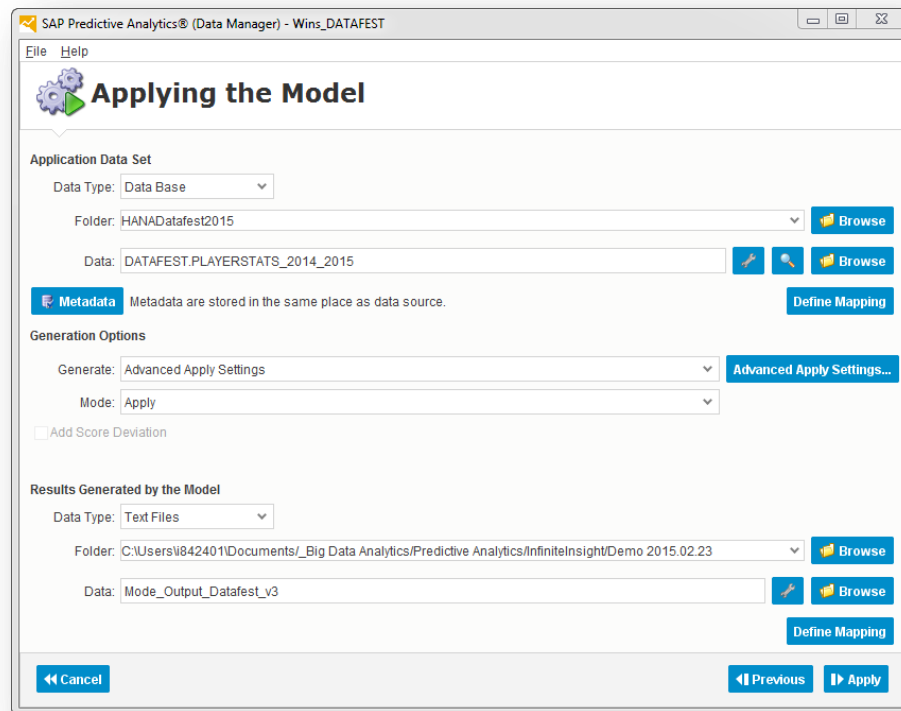 SAP Predictive Analytics® (Data Manager) - Wins_DATAFEST
File Help
Applying the Model
Application Data Set
Data Type: Data Base
Folder: HANADatafest2015 Browse
Data: DATAFEST.PLAYERSTATS_2014_2015 Browse
Metadata Metadata are stored in the same place as data source. Define Mapping
Generation Options
Generate: Advanced Apply Settings Advanced Apply Settings...
Mode: Apply
Add Score Deviation
Results Generated by the Model
Data Type: Text Files
Folder: C:\Users\i842401\Documents/_Big Data Analytics/Predictive Analytics/InfiniteInsight/Demo 2015.02.23 Browse
Data: Mode_Output_Datafest_v3 Browse
Define Mapping
Cancel Previous Apply